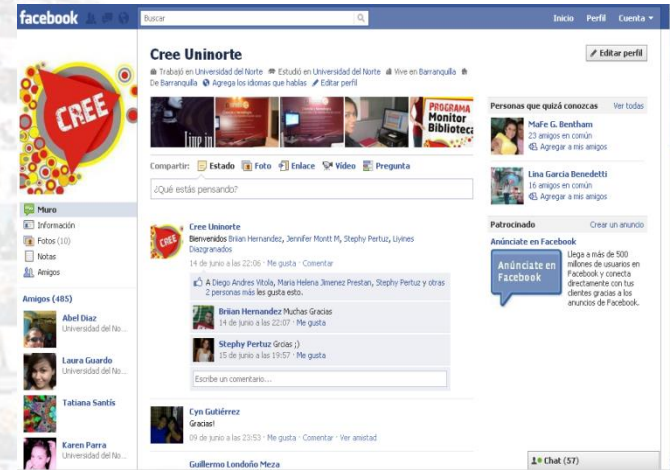 facebook
Buscar
Inicio Perfil Cuenta
CREE
Muro
Información
Fotos (10)
Notas
Amigos
Amigos (485)
Abel Diaz
Universidad del No...
Laura Guardo
Universidad del No...
Tatiana Santís
Karen Parra
Universidad del No...
Cree Uninorte
Editar perfil
Trabajó en Universidad del Norte Estudió en Universidad del Norte Vive en Barranquilla
De Barranquilla Agrega los idiomas que hablas Editar perfil
Live in
PROGRAMA
Monitor
Bibliotec
Compartir: Estado Foto Enlace Vídeo Pregunta
¿Qué estás pensando?
Cree Uninorte
Bienvenidos Briian Hernandez, Jennifer Montt M, Stephy Pertuz, Liyines
Diazgranados
14 de junio a las 22:06 · Me gusta · Comentar
A Diego Andres Vitola, Maria Helena Jimenez Prestan, Stephy Pertuz y otras
2 personas más les gusta esto.
Briian Hernandez Muchas Gracias
14 de junio a las 22:07 · Me gusta
Stephy Pertuz Grcias ;)
15 de junio a las 19:57 · Me gusta
Escribe un comentario...
Cyn Gutiérrez
Gracias!
09 de junio a las 23:53 · Me gusta · Comentar · Ver amistad
Guillermo Londoño Meza
Personas que quizá conozcas Ver todas
MaFe G. Bentham
23 amigos en común
Agregar a mis amigos
Lina Garcia Benedetti
16 amigos en común
Agregar a mis amigos
Patrocinado Crear un anuncio
Anúnciate en Facebook
Anúnciate en
Facebook
Llega a más de 500
millones de usuarios en
Facebook y conecta
directamente con tus
clientes gracias a los
anuncios de Facebook.
Chat (57)